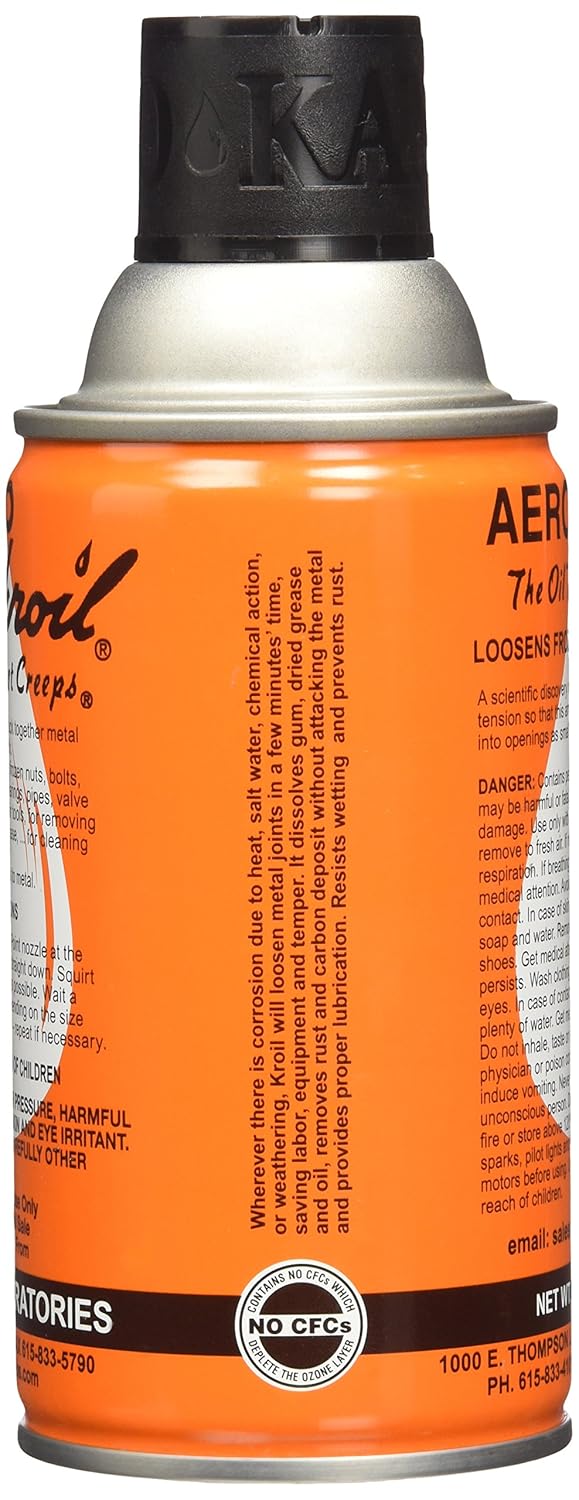 KA
roil®
Creeps®
together metal
nuts, bolts,
pipes, valve
for removing
for cleaning
metal.
nozzle at the
down. Squirt
possible. Wait a
on the size
repeat if necessary.
OF CHILDREN
PRESSURE, HARMFUL
AND EYE IRRITANT.
OTHER
Only
Sale
RATORIES
615-833-5790
Wherever there is corrosion due to heat, salt water, chemical action,
or weathering, Kroil will loosen metal joints in a few minutes' time,
saving labor, equipment and temper. It dissolves gum, dried grease
and oil, removes rust and carbon deposit without attacking the metal
and provides proper lubrication. Resists wetting and prevents rust.
CONTAINS NO CFCs WHICH
NO CFCs
DEPLETE THE OZONE LAYER
AERO
The Oil
LOOSENS
A scientific discovery
tension so that this
into openings as
DANGER: Contains
may be harmful or
damage. Use only
remove to fresh air. If
respiration. If breathing
medical attention.
contact. In case of
soap and water.
shoes. Get medical
persists. Wash
eyes. In case of
plenty of water. Get
Do not inhale, taste
physician or poison
induce vomiting.
unconscious person.
fire or store above
sparks, pilot lights
motors before using,
reach of children.
email:
NET WT.
1000 E. THOMPSON
PH. 615-833-4